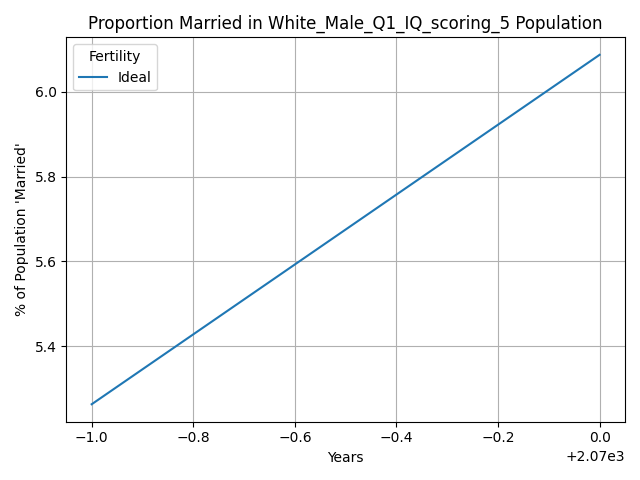 Proportion Married in White_Male_Q1_IQ_scoring_5 Population
Fertility
Ideal
% of Population 'Married'
6.0
5.8
5.6
5.4
−1.0
−0.8
−0.6
−0.4
−0.2
0.0
Years
+2.07e3